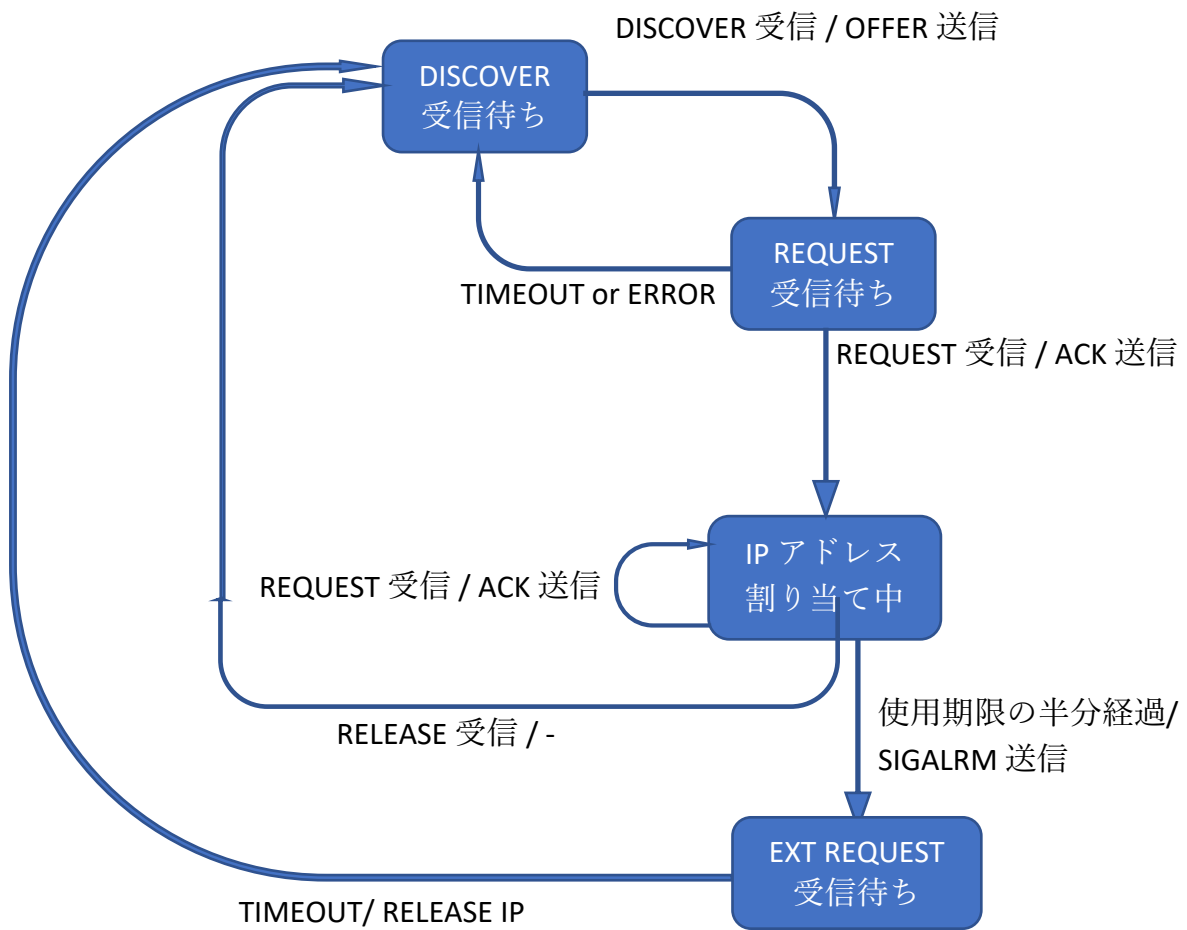 DISCOVER 受信 / OFFER 送信
DISCOVER
受信待ち
REQUEST
受信待ち
TIMEOUT or ERROR
REQUEST 受信 / ACK 送信
IP アドレス
割り当て中
REQUEST 受信 / ACK 送信
RELEASE 受信 / -
使用期限の半分経過/
SIGALRM 送信
EXT REQUEST
受信待ち
TIMEOUT/ RELEASE IP